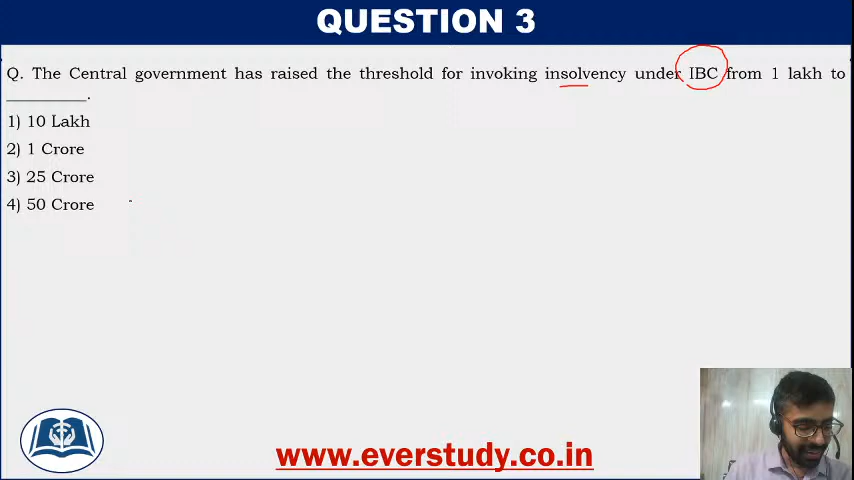 QUESTION 3
Q. The Central government has raised the threshold for invoking insolvency under IBC from 1 lakh to
_________.
1) 10 Lakh
2) 1 Crore
3) 25 Crore
4) 50 Crore
www.everstudy.co.in